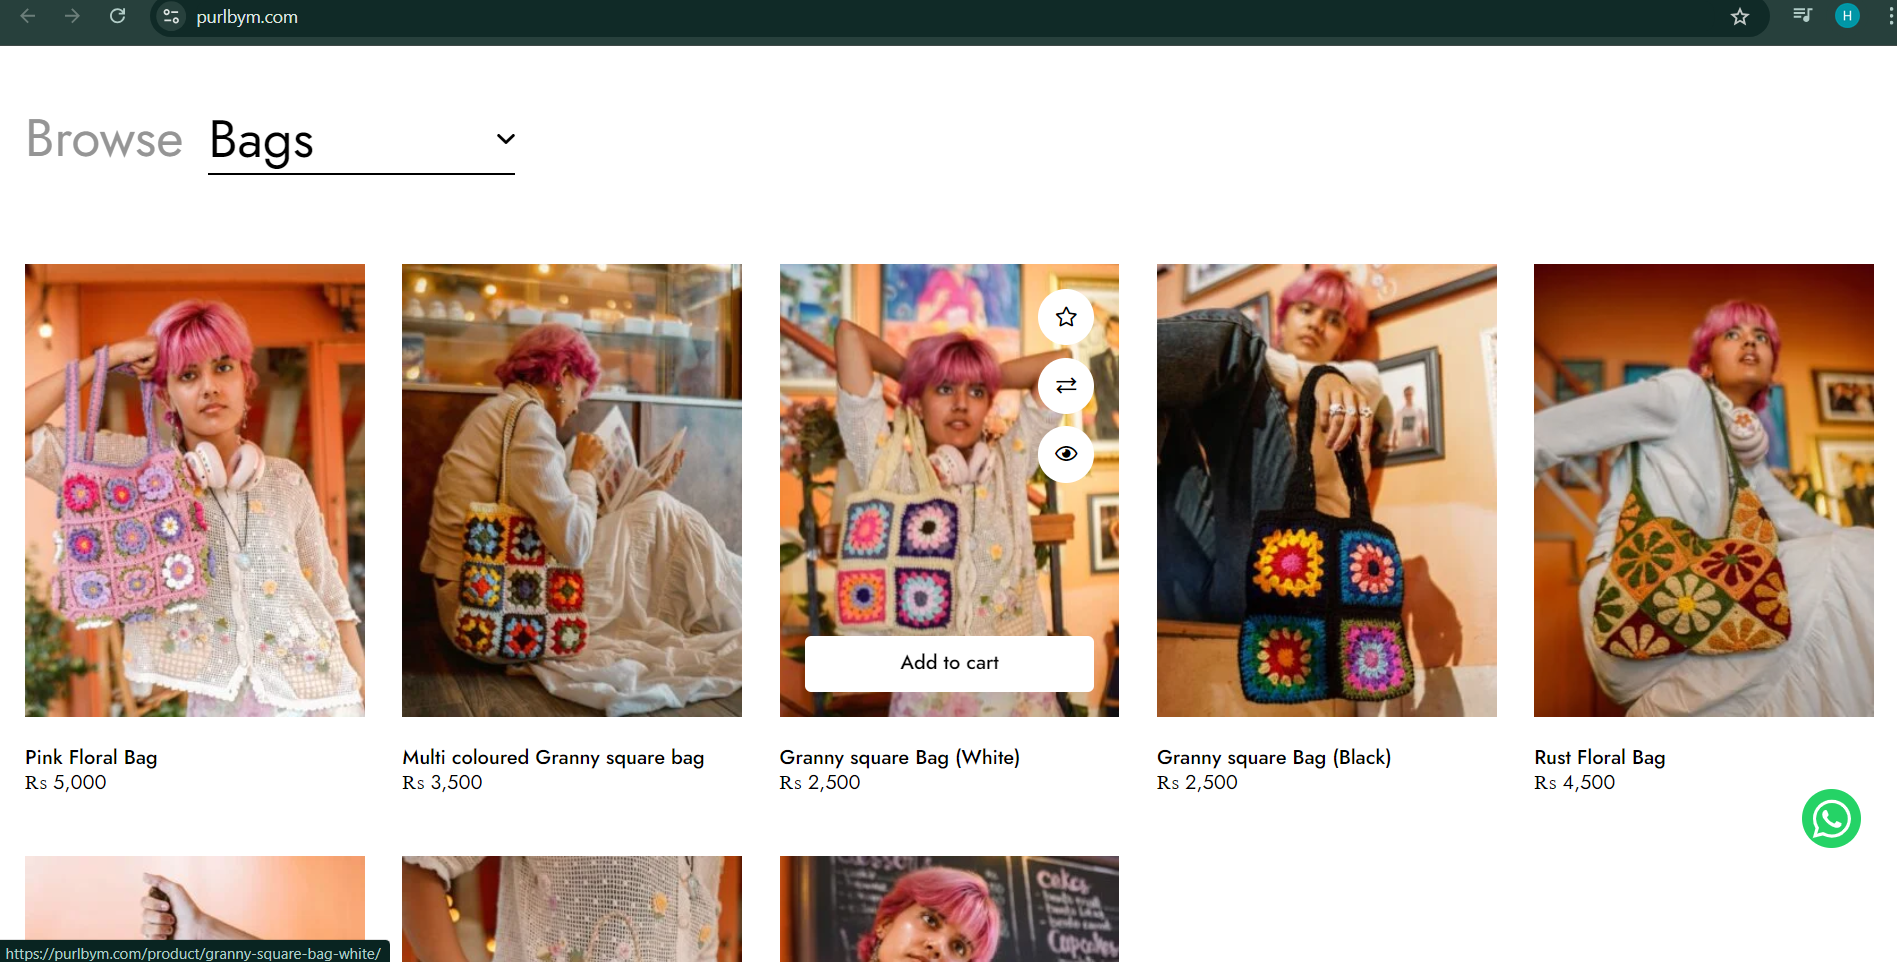 purlbym.com
H
Browse Bags
Add to cart
Pink Floral Bag
Rs 5,000
Multi coloured Granny square bag
Rs 3,500
Granny square Bag (White)
Rs 2,500
Granny square Bag (Black)
Rs 2,500
Rust Floral Bag
Rs 4,500
cakes
Cupcakes
https://purlbym.com/product/granny-square-bag-white/